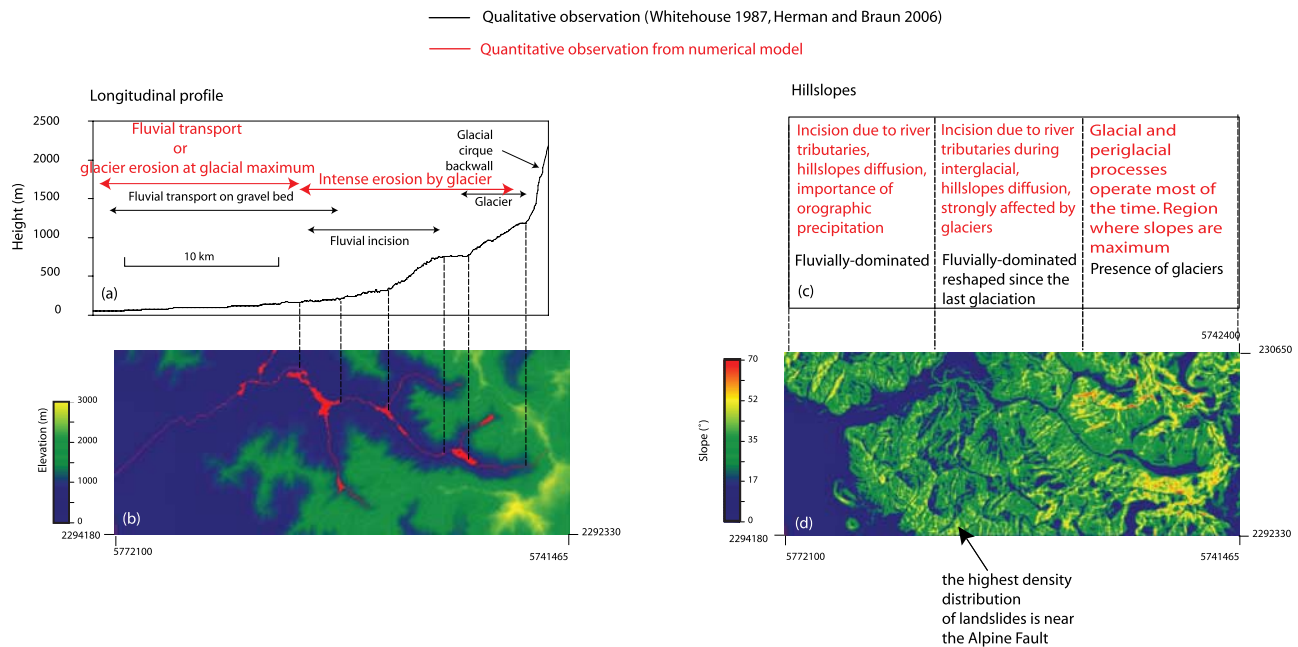 Qualitative observation (Whitehouse 1987, Herman and Braun 2006)
Quantitative observation from numerical model
Longitudinal profile
Height (m)
2500
2000
1500
1000
500
0
Fluvial transport
or
glacier erosion at glacial maximum
Intense erosion by glacier
Glacial
cirque
backwall
Glacier
Fluvial transport on gravel bed
Fluvial incision
10 km
(a)
Elevation (m)
3000
2000
1000
0
(b)
2294180
5772100
2292330
5741465
Hillslopes
Incision due to river
tributaries,
hillslopes diffusion,
importance of
orographic
precipitation
Fluvially-dominated
(c)
Incision due to river
tributaries during
interglacial,
hillslopes diffusion,
strongly affected by
glaciers
Fluvially-dominated
reshaped since the
last glaciation
Glacial and
periglacial
processes
operate most of
the time. Region
where slopes are
maximum
Presence of glaciers
5742400
230650
Slope (°)
70
52
35
17
0
(d)
2294180
5772100
2292330
5741465
the highest density
distribution
of landslides is near
the Alpine Fault